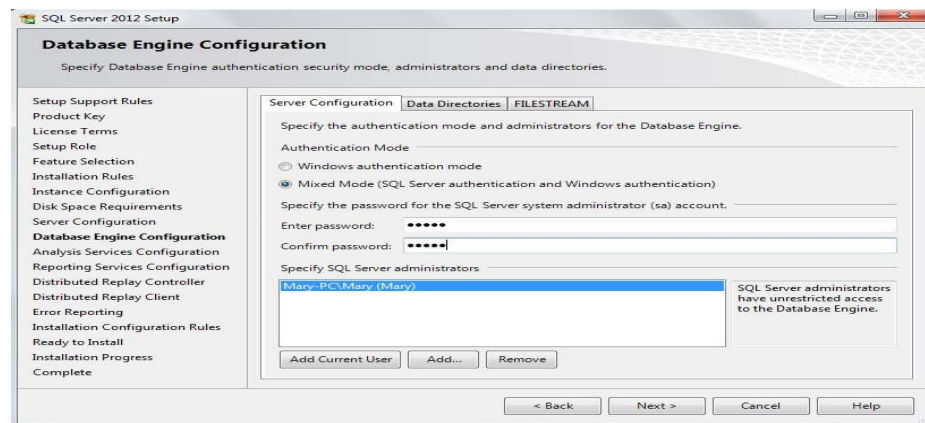 SQL Server 2012 Setup
Database Engine Configuration
Specify Database Engine authentication security mode, administrators and data directories.
Setup Support Rules
Product Key
License Terms
Setup Role
Feature Selection
Installation Rules
Instance Configuration
Disk Space Requirements
Server Configuration
Database Engine Configuration
Analysis Services Configuration
Reporting Services Configuration
Distributed Replay Controller
Distributed Replay Client
Error Reporting
Installation Configuration Rules
Ready to Install
Installation Progress
Complete
Server Configuration Data Directories FILESTREAM
Specify the authentication mode and administrators for the Database Engine.
Authentication Mode
Windows authentication mode
Mixed Mode (SQL Server authentication and Windows authentication)
Specify the password for the SQL Server system administrator (sa) account.
Enter password: •••••
Confirm password: •••••
Specify SQL Server administrators
Mary-PC\Mary (Mary)
SQL Server administrators
have unrestricted access
to the Database Engine.
Add Current User Add... Remove
< Back Next > Cancel Help